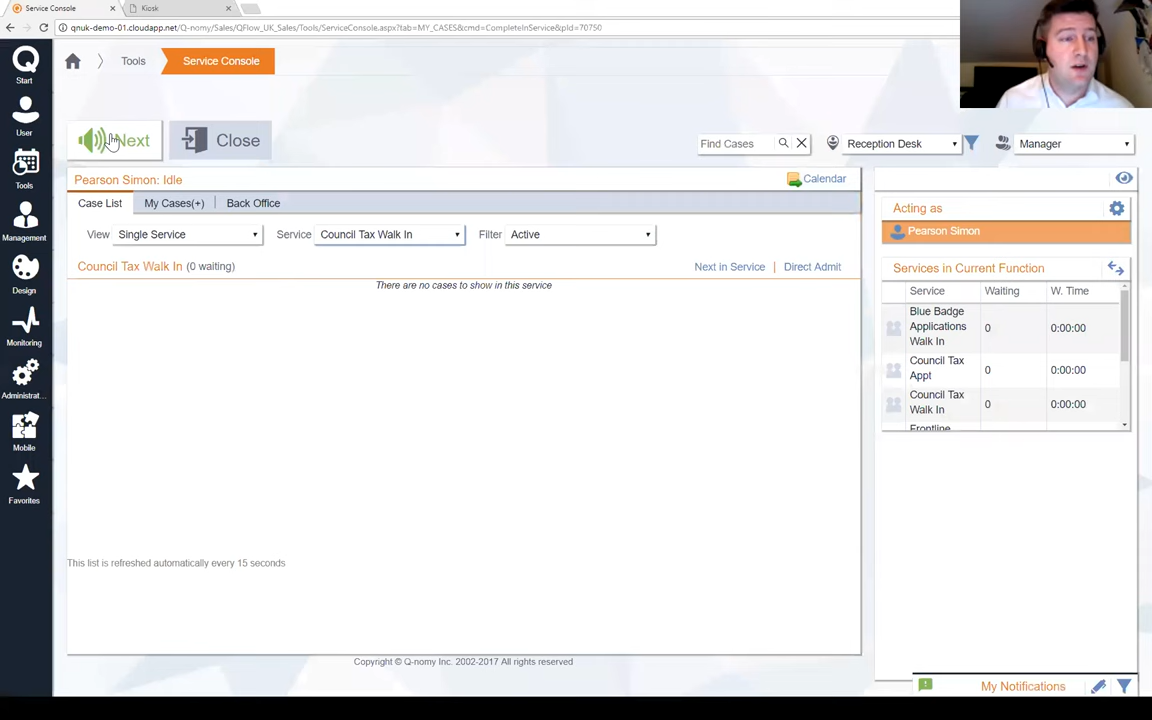 Service Console
Kiosk
qnuk-demo-01.cloudapp.net/Q-nomy/Sales/QFlow_UK_Sales/Tools/ServiceConsole.aspx?tab=MY_CASES&cmd=CompleteInService&pId=70750
Start
User
Tools
Management
Design
Monitoring
Administrat...
Mobile
Favorites
Tools
Service Console
Next
Close
Find Cases
Reception Desk
Manager
Pearson Simon: Idle
Calendar
Case List
My Cases(+)
Back Office
View
Single Service
Service
Council Tax Walk In
Filter
Active
Council Tax Walk In (0 waiting)
Next in Service | Direct Admit
There are no cases to show in this service
This list is refreshed automatically every 15 seconds
Copyright © Q-nomy Inc. 2002-2017 All rights reserved
Acting as
Pearson Simon
Services in Current Function
Service Waiting W. Time
Blue Badge
Applications
Walk In
0 0:00:00
Council Tax
Appt
0 0:00:00
Council Tax
Walk In
0 0:00:00
Frontline
My Notifications